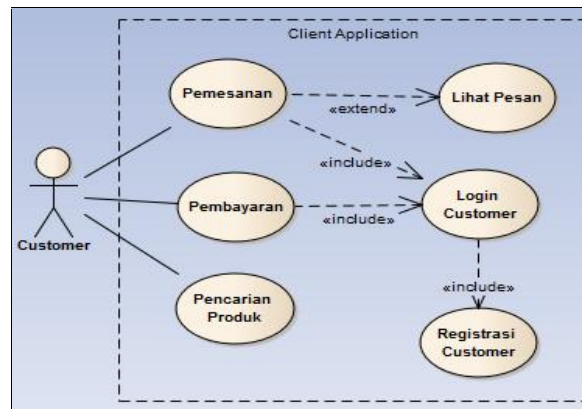 Client Application
Pemesanan
«extend»
Lihat Pesan
«include»
Login
Customer
Pembayaran
«include»
Customer
«include»
Pencarian
Produk
Registrasi
Customer